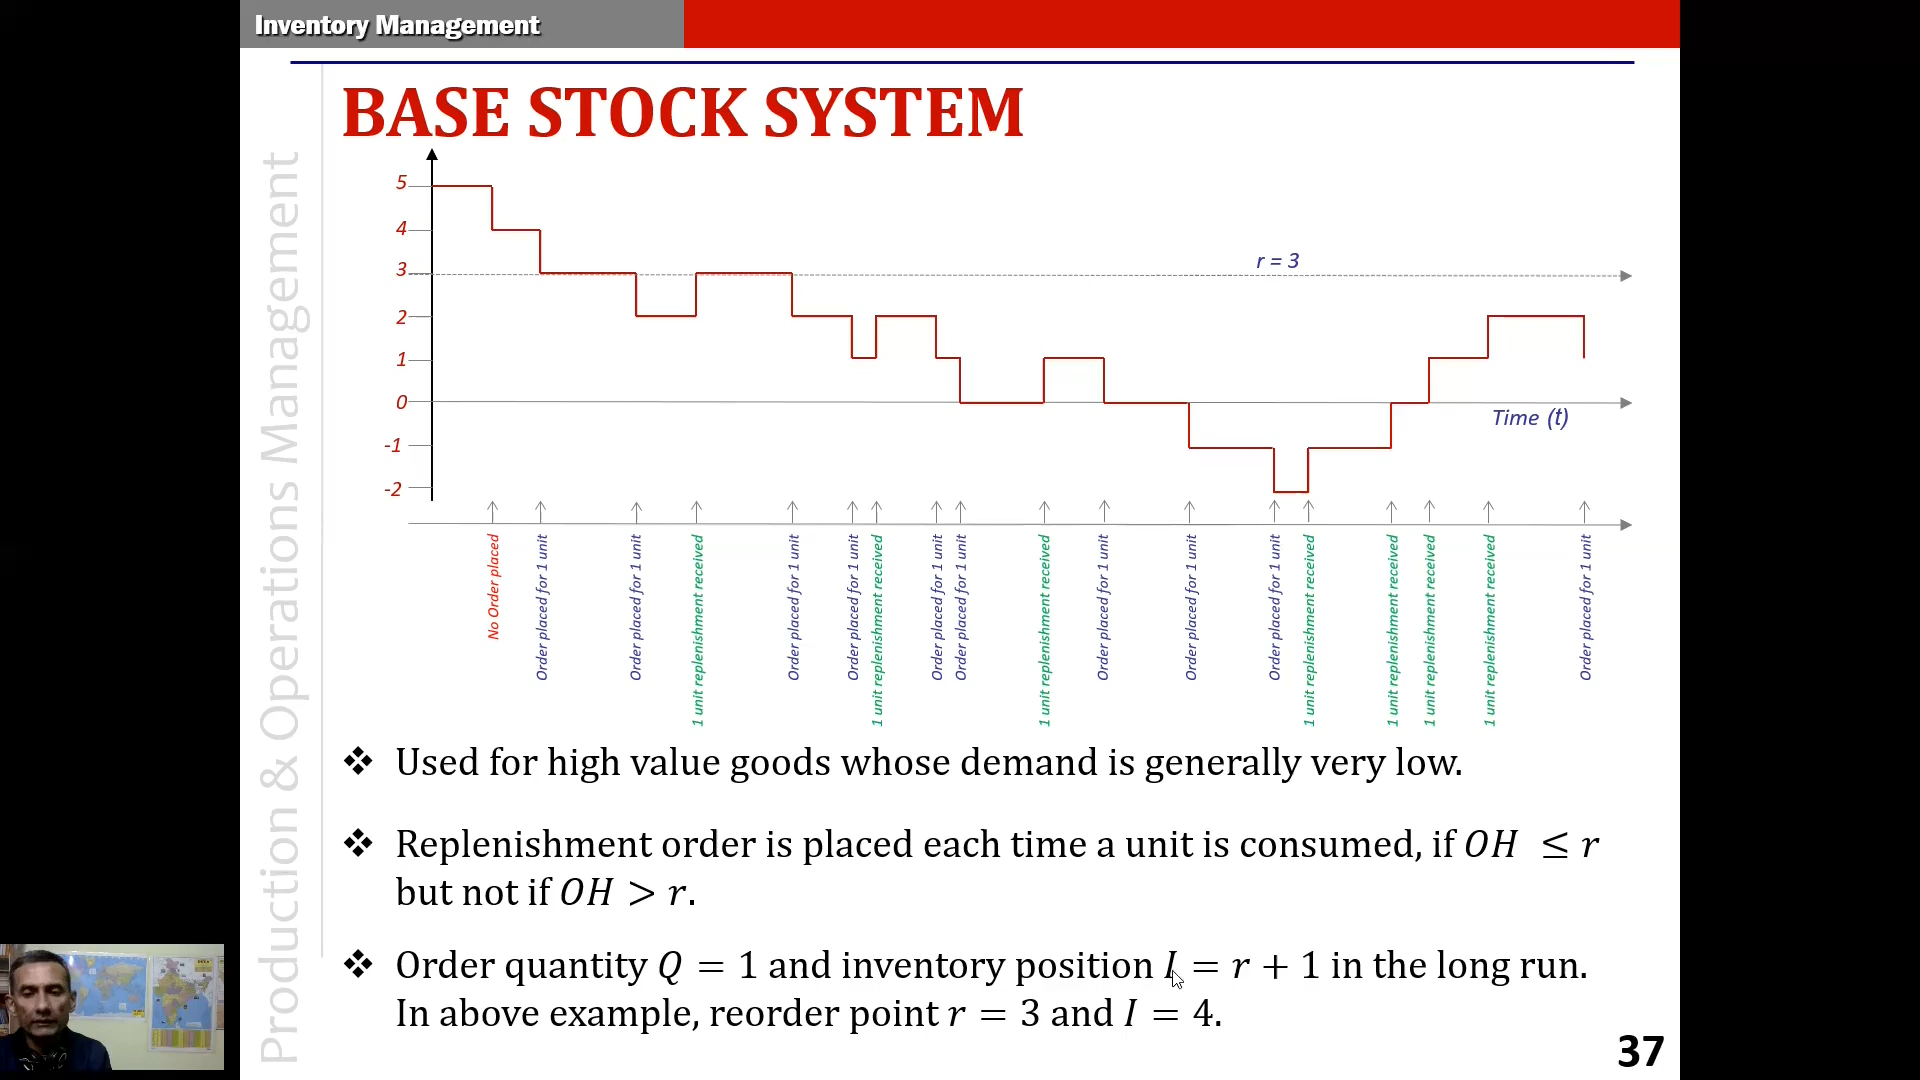 Inventory Management
Production & Operations Management
BASE STOCK SYSTEM
5
4
3
2
1
0
-1
-2
r = 3
Time (t)
No Order placed
Order placed for 1 unit
Order placed for 1 unit
1 unit replenishment received
Order placed for 1 unit
Order placed for 1 unit
1 unit replenishment received
Order placed for 1 unit
Order placed for 1 unit
1 unit replenishment received
Order placed for 1 unit
Order placed for 1 unit
Order placed for 1 unit
1 unit replenishment received
1 unit replenishment received
1 unit replenishment received
1 unit replenishment received
Order placed for 1 unit
❖ Used for high value goods whose demand is generally very low.
❖ Replenishment order is placed each time a unit is consumed, if OH ≤ r
but not if OH > r.
❖ Order quantity Q = 1 and inventory position I = r + 1 in the long run.
In above example, reorder point r = 3 and I = 4.
37